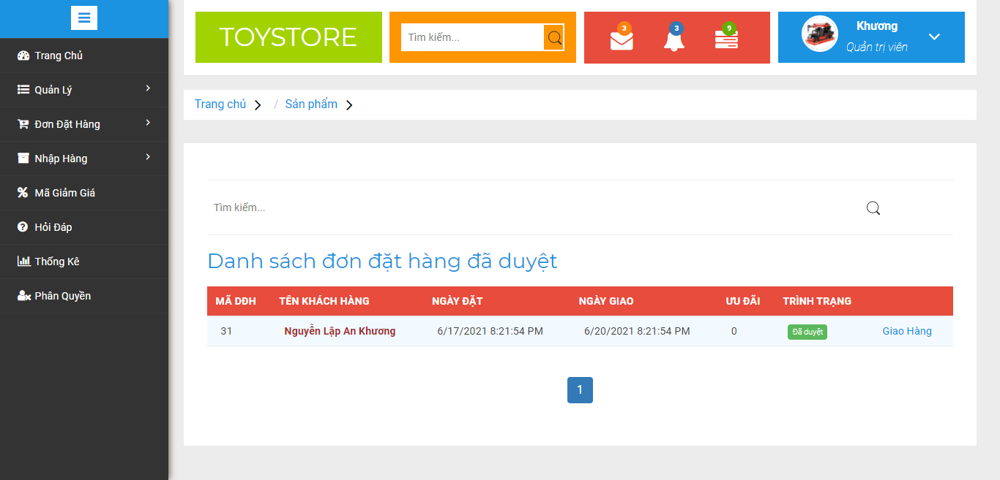 Trang Chủ
Quản Lý
Đơn Đặt Hàng
Nhập Hàng
Mã Giảm Giá
Hỏi Đáp
Thống Kê
Phân Quyền
TOYSTORE
Tìm kiếm...
3
3
9
Khương
Quản trị viên
Trang chủ / Sản phẩm
Tìm kiếm...
Danh sách đơn đặt hàng đã duyệt
MÃ DĐH TÊN KHÁCH HÀNG NGÀY ĐẶT NGÀY GIAO ƯU ĐÃI TRÌNH TRẠNG
31 Nguyễn Lập An Khương 6/17/2021 8:21:54 PM 6/20/2021 8:21:54 PM 0 Đã duyệt Giao Hàng
1